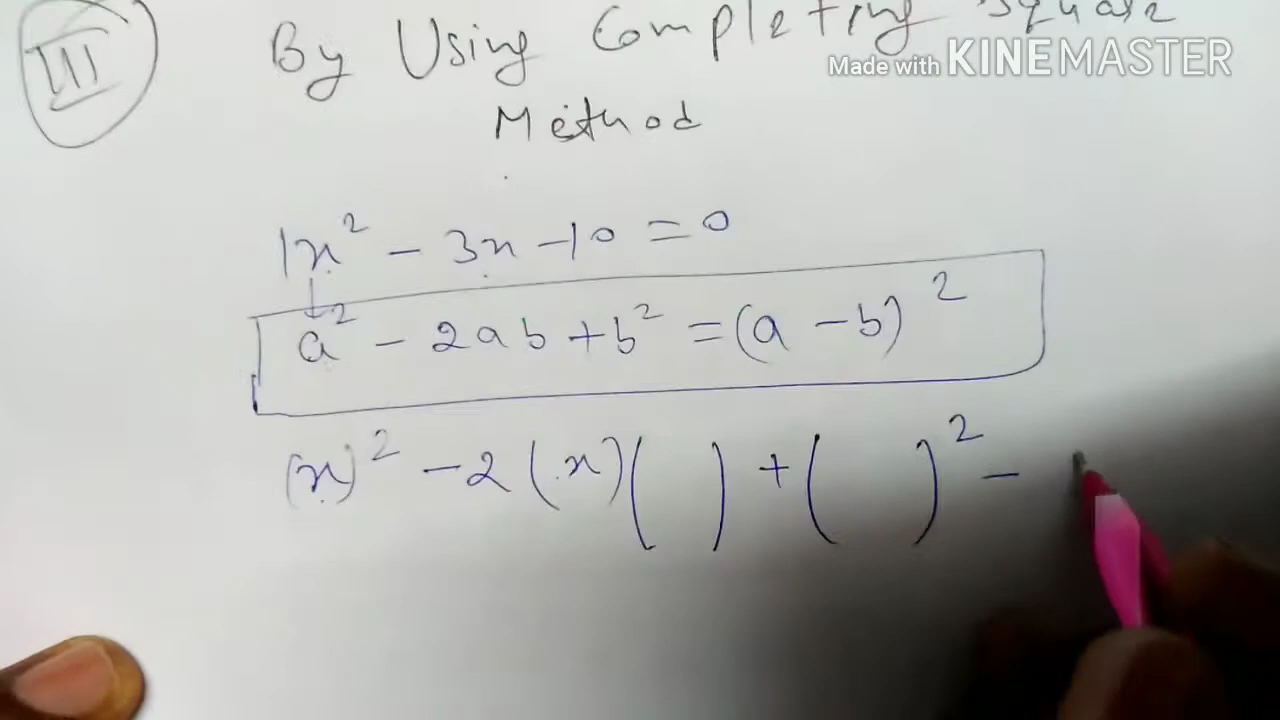 III
By Using Completing Square
Made with KINEMASTER
Method
1x² - 3x - 10 = 0
a² - 2ab + b² = (a - b)²
(x)² - 2(x)( ) + ( )² -